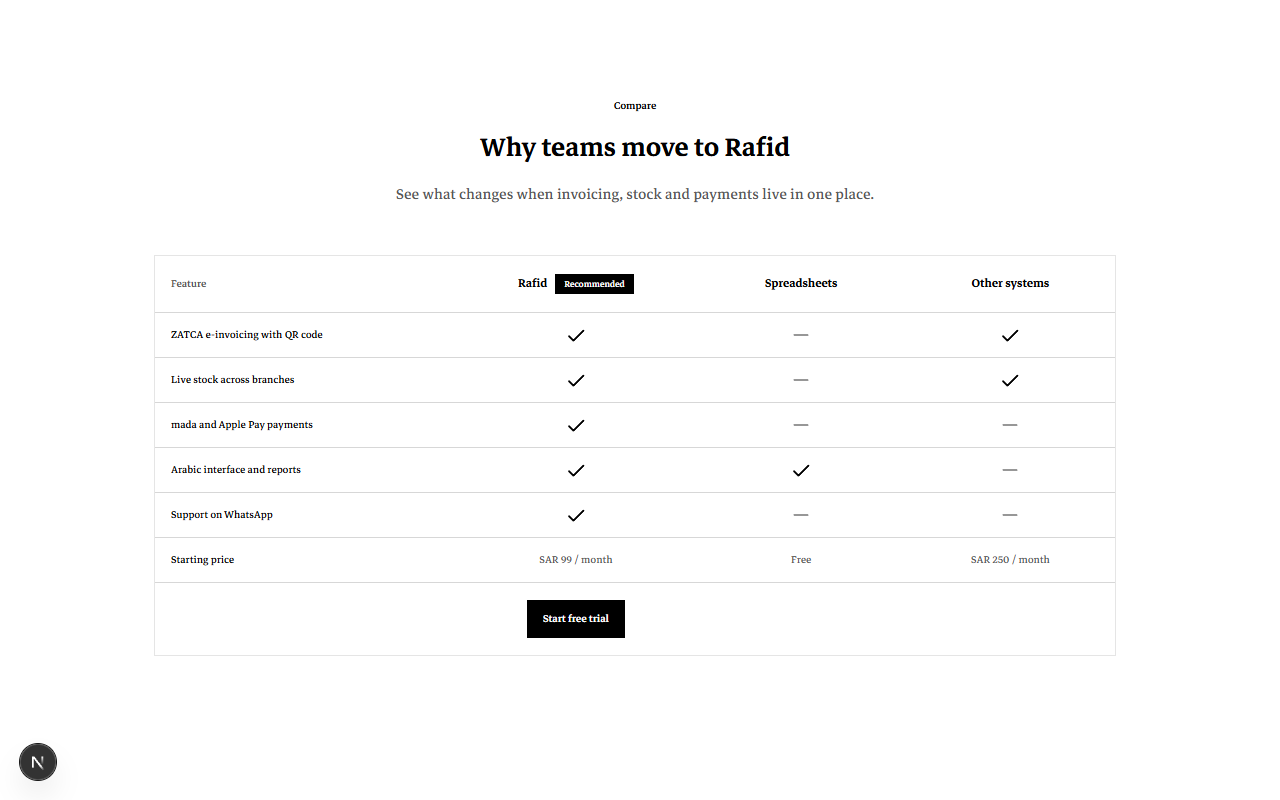 Compare
Why teams move to Rafid
See what changes when invoicing, stock and payments live in one place.
Feature Rafid Recommended Spreadsheets Other systems
ZATCA e-invoicing with QR code
Live stock across branches
mada and Apple Pay payments
Arabic interface and reports
Support on WhatsApp
Starting price SAR 99 / month Free SAR 250 / month
Start free trial
N